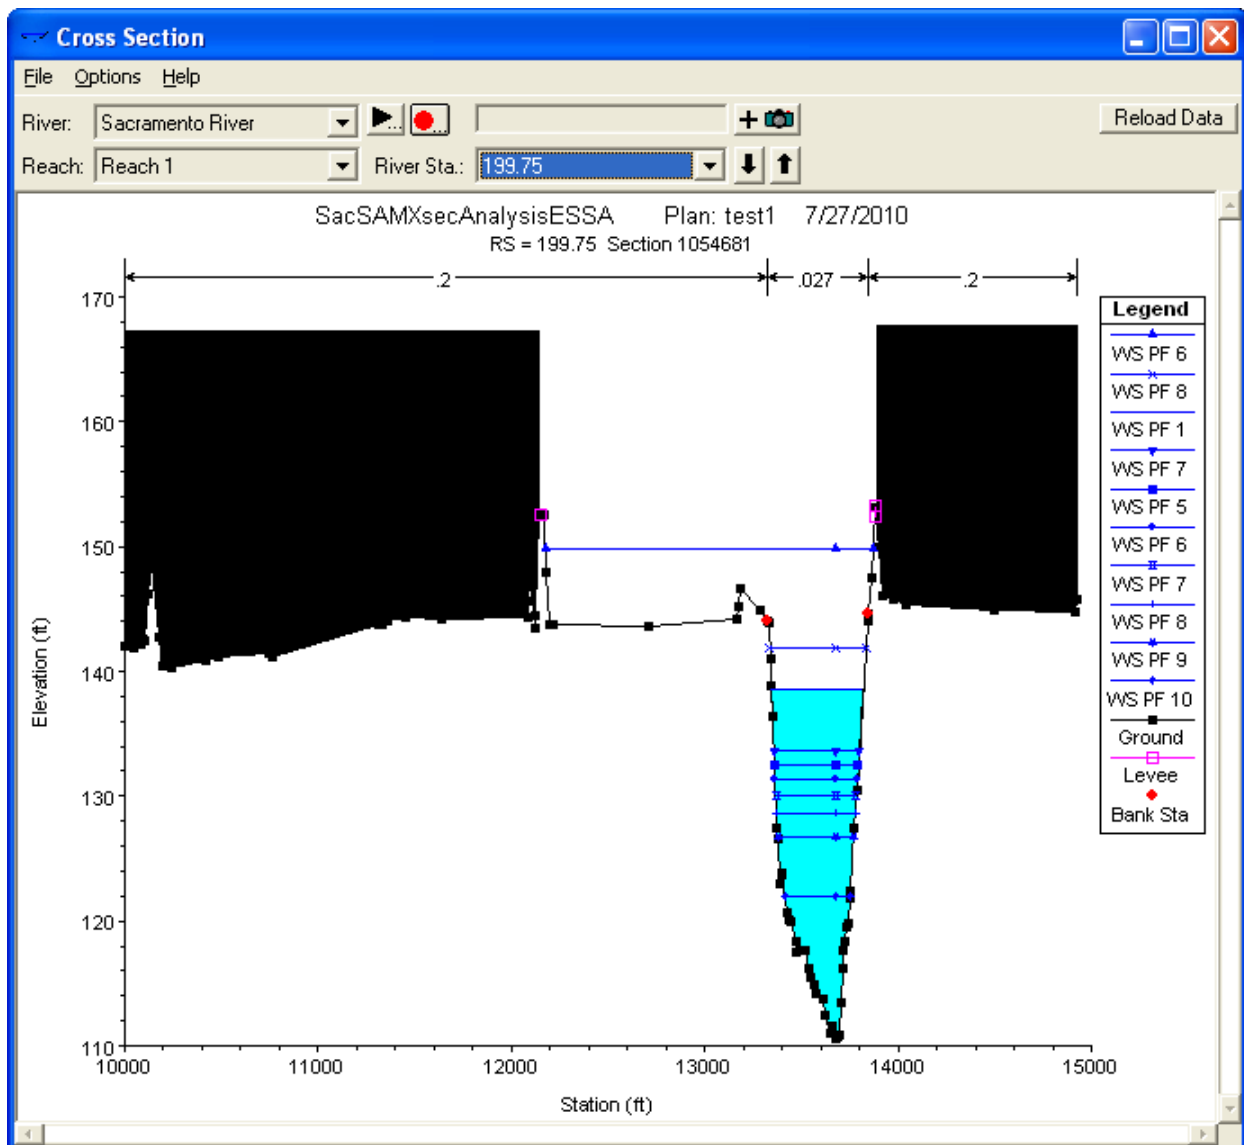 Cross Section
File Options Help
River: Sacramento River Reload Data
Reach: Reach 1 River Sta.: 199.75
SacSAMXsecAnalysisESSA Plan: test1 7/27/2010
RS = 199.75 Section 1054681
.2 .027 .2
170
160
150
140
130
120
110
Elevation (ft)
10000 11000 12000 13000 14000 15000
Station (ft)
Legend
WS PF 6
WS PF 8
WS PF 1
WS PF 7
WS PF 5
WS PF 6
WS PF 7
WS PF 8
WS PF 9
WS PF 10
Ground
Levee
Bank Sta